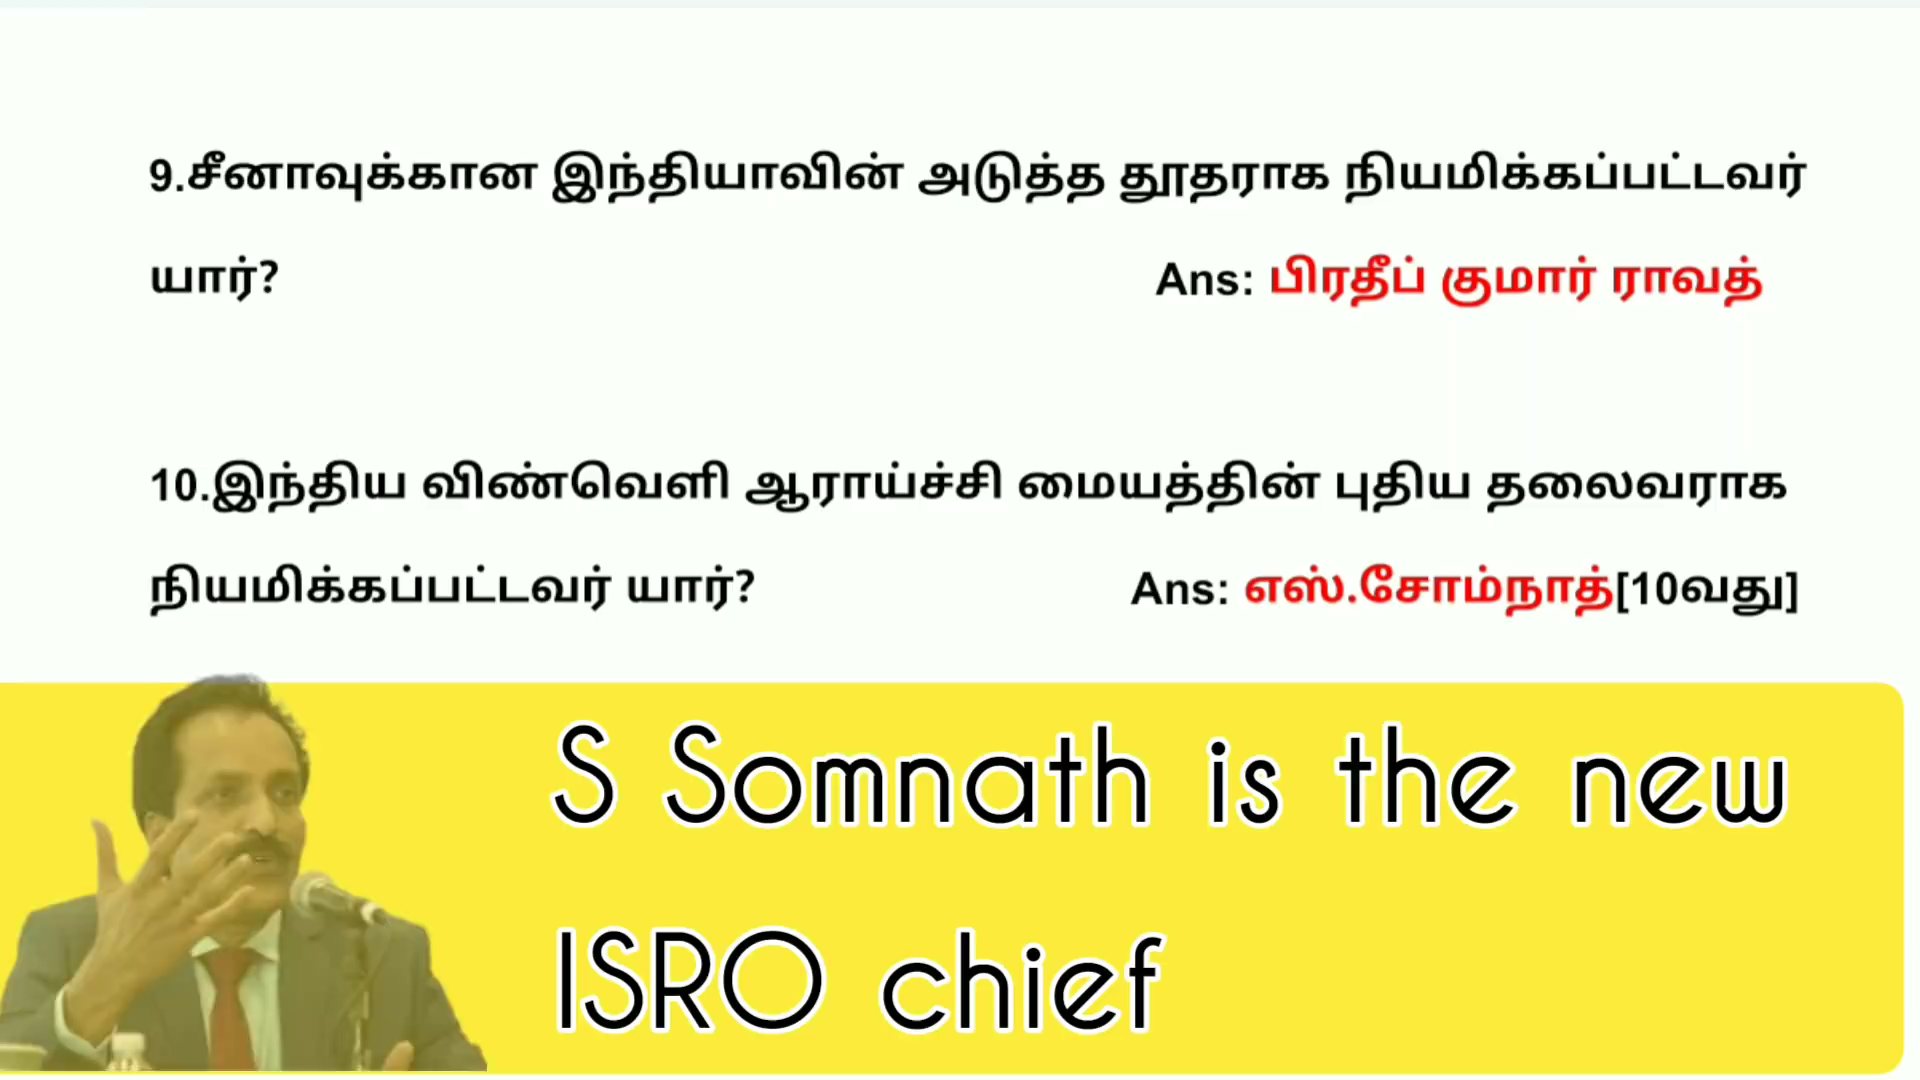 9.சீனாவுக்கான இந்தியாவின் அடுத்த தூதராக நியமிக்கப்பட்டவர்
யார்? Ans: பிரதீப் குமார் ராவத்
10.இந்திய விண்வெளி ஆராய்ச்சி மையத்தின் புதிய தலைவராக
நியமிக்கப்பட்டவர் யார்? Ans: எஸ்.சோம்நாத்[10வது]
S Somnath is the new
ISRO chief